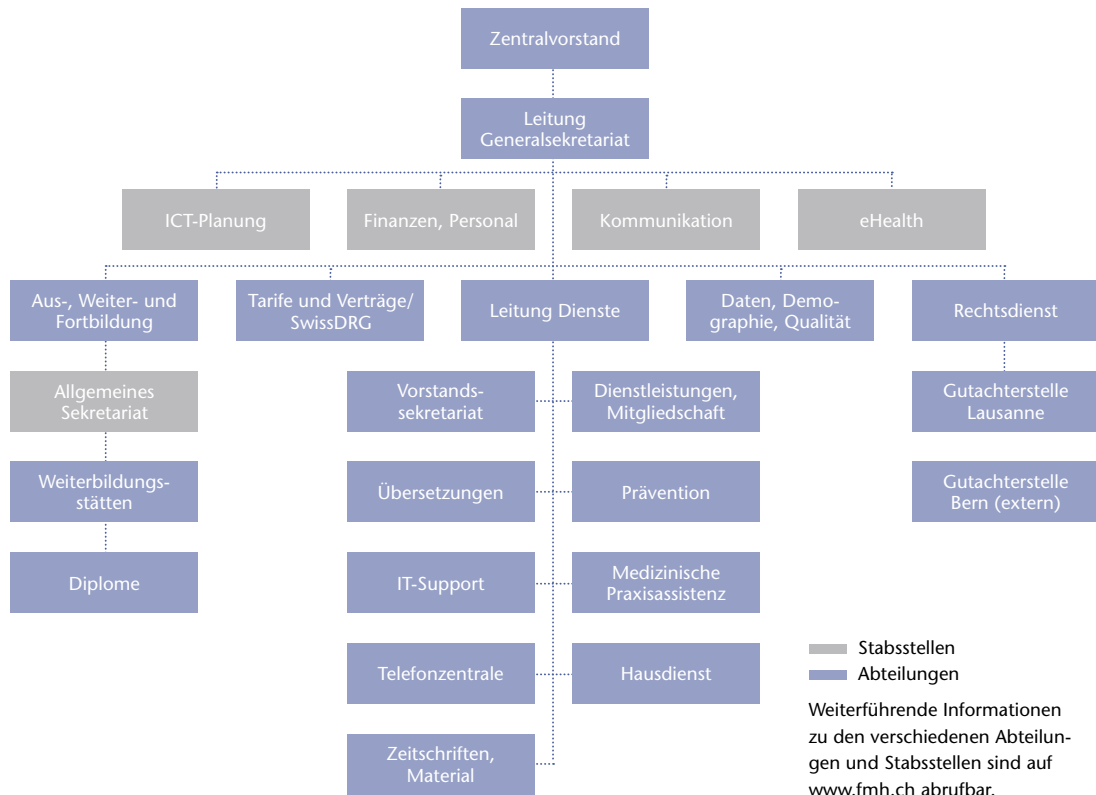 Zentralvorstand
Leitung
Generalsekretariat
ICT-Planung
Finanzen, Personal
Kommunikation
eHealth
Aus-, Weiter- und
Fortbildung
Tarife und Verträge/
SwissDRG
Leitung Dienste
Daten, Demo-
graphie, Qualität
Rechtsdienst
Allgemeines
Sekretariat
Vorstands-
sekretariat
Dienstleistungen,
Mitgliedschaft
Gutachterstelle
Lausanne
Weiterbildungs-
stätten
Übersetzungen
Prävention
Gutachterstelle
Bern (extern)
Diplome
IT-Support
Medizinische
Praxisassistenz
Telefonzentrale
Hausdienst
Zeitschriften,
Material
Stabsstellen
Abteilungen
Weiterführende Informationen
zu den verschiedenen Abteilun-
gen und Stabsstellen sind auf
www.fmh.ch abrufbar.